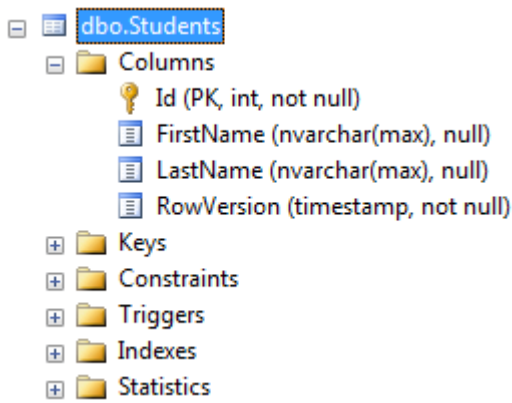 dbo.Students
Columns
Id (PK, int, not null)
FirstName (nvarchar(max), null)
LastName (nvarchar(max), null)
RowVersion (timestamp, not null)
Keys
Constraints
Triggers
Indexes
Statistics